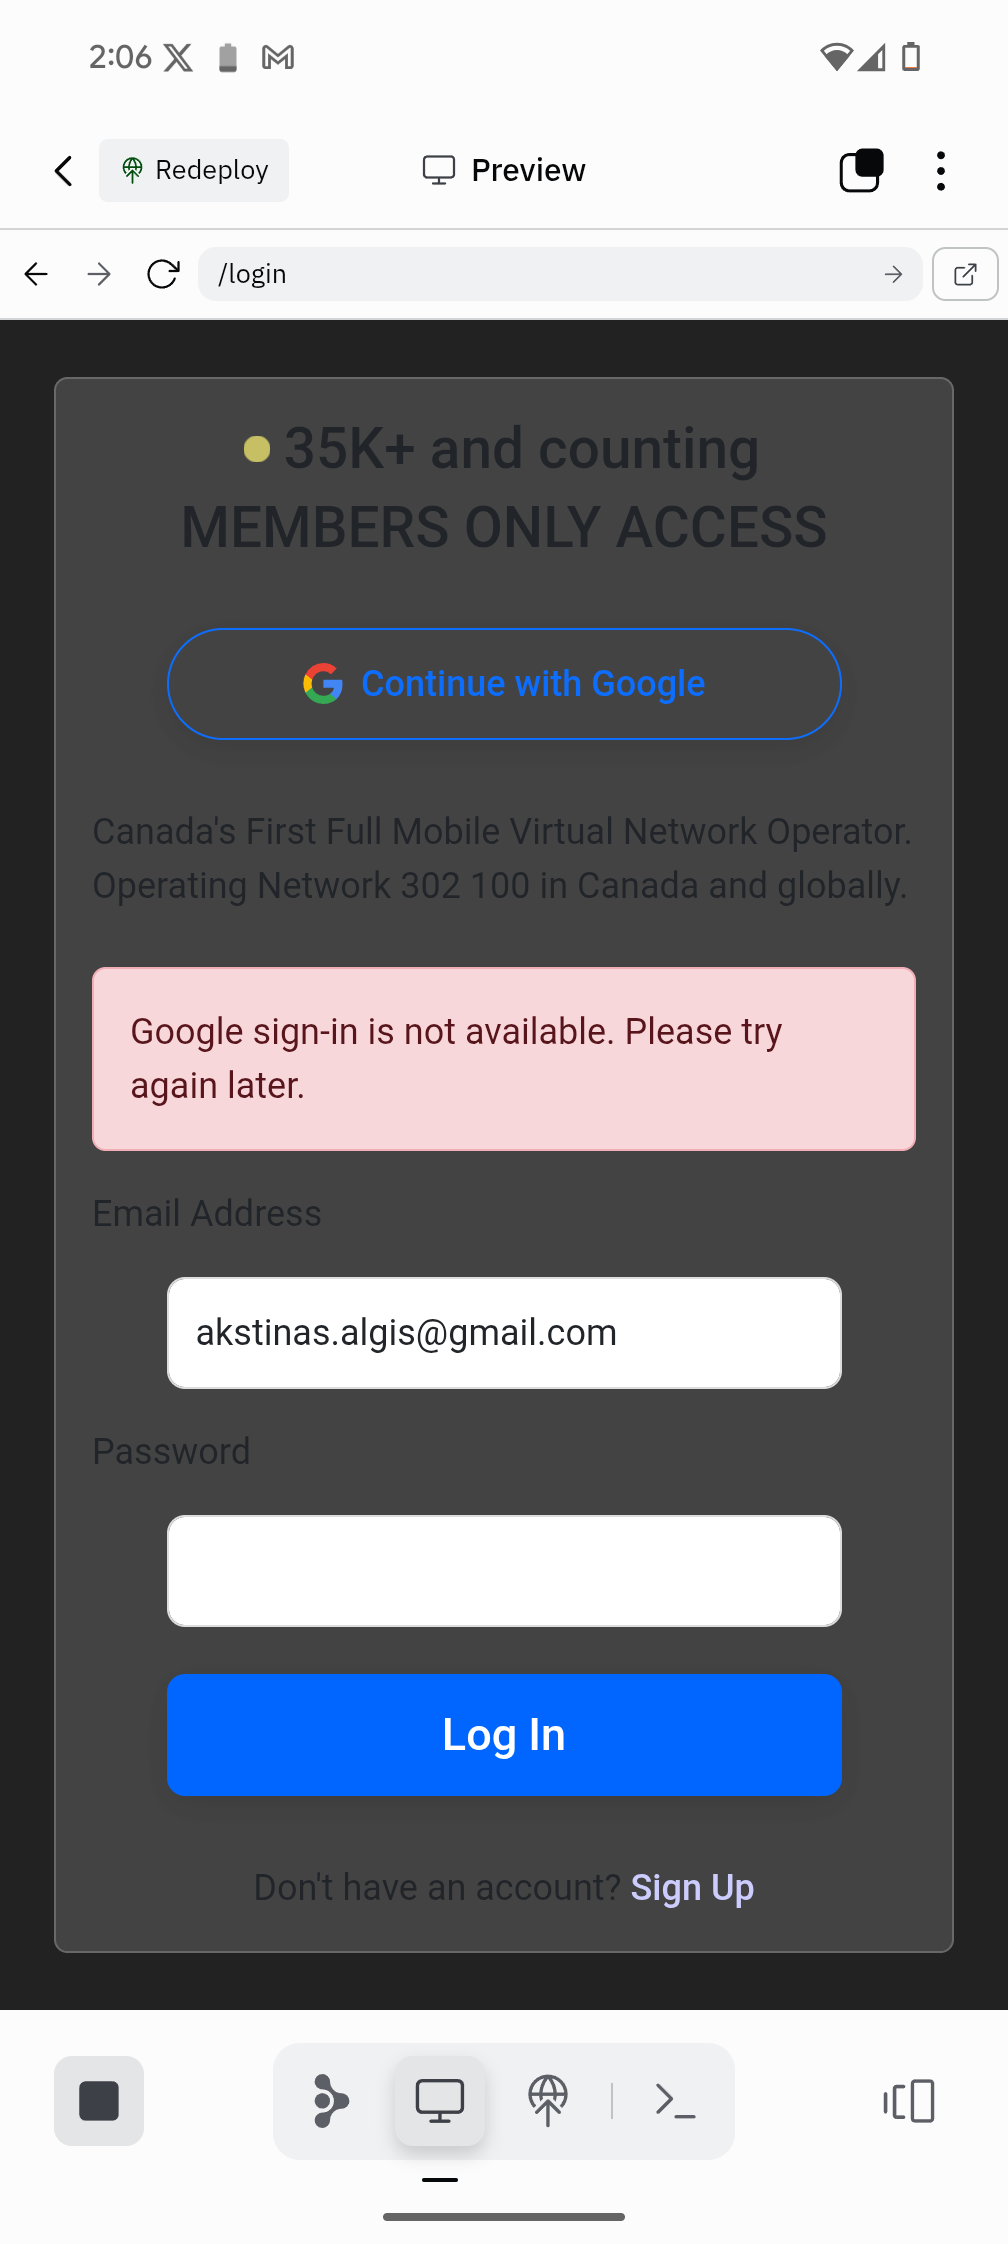 2:06
Redeploy
Preview
/login
35K+ and counting
MEMBERS ONLY ACCESS
Continue with Google
Canada's First Full Mobile Virtual Network Operator.
Operating Network 302 100 in Canada and globally.
Google sign-in is not available. Please try
again later.
Email Address
akstinas.algis@gmail.com
Password
Log In
Don't have an account? Sign Up